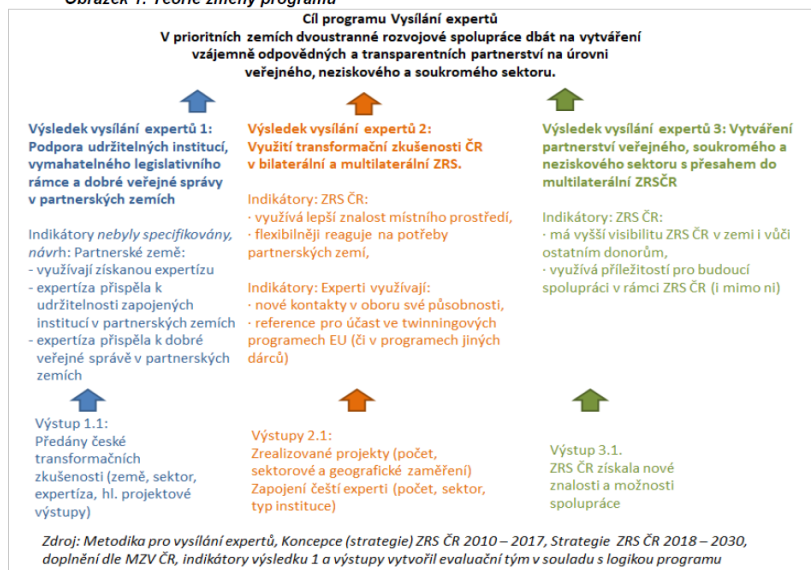 Obrázek 1: Teorie změny programu
Cíl programu Vysílání expertů
V prioritních zemích dvoustranné rozvojové spolupráce dbát na vytváření
vzájemně odpovědných a transparentních partnerství na úrovni
veřejného, neziskového a soukromého sektoru.
Výsledek vysílání expertů 1:
Podpora udržitelných institucí,
vymahatelného legislativního
rámce a dobré veřejné správy
v partnerských zemích
Indikátory nebyly specifikovány,
návrh: Partnerské země:
- využívají získanou expertízu
- expertíza přispěla k
udržitelnosti zapojených
institucí v partnerských zemích
- expertíza přispěla k dobré
veřejné správě v partnerských
zemích
Výstup 1.1:
Předány české
transformačních
zkušenosti (země, sektor,
expertíza, hl. projektové
výstupy)
Výsledek vysílání expertů 2:
Využití transformační zkušenosti ČR
v bilaterální a multilaterální ZRS.
Indikátory: ZRS ČR:
· využívá lepší znalost místního prostředí,
· flexibilněji reaguje na potřeby
partnerských zemí,
Indikátory: Experti využívají:
· nové kontakty v oboru své působnosti,
· reference pro účast ve twinningových
programech EU (či v programech jiných
dárců)
Výstupy 2.1:
Zrealizované projekty (počet,
sektorové a geografické zaměření)
Zapojení čeští experti (počet, sektor,
typ instituce)
Výsledek vysílání expertů 3: Vytváření
partnerství veřejného, soukromého a
neziskového sektoru s přesahem do
multilaterální ZRSČR
Indikátory: ZRS ČR:
· má vyšší visibilitu ZRS ČR v zemi i vůči
ostatním donorům,
· využívá příležitostí pro budoucí
spolupráci v rámci ZRS ČR (i mimo ni)
Výstup 3.1.
ZRS ČR získala nové
znalosti a možnosti
spolupráce
Zdroj: Metodika pro vysílání expertů, Koncepce (strategie) ZRS ČR 2010 – 2017, Strategie ZRS ČR 2018 – 2030,
doplnění dle MZV ČR, indikátory výsledku 1 a výstupy vytvořil evaluační tým v souladu s logikou programu